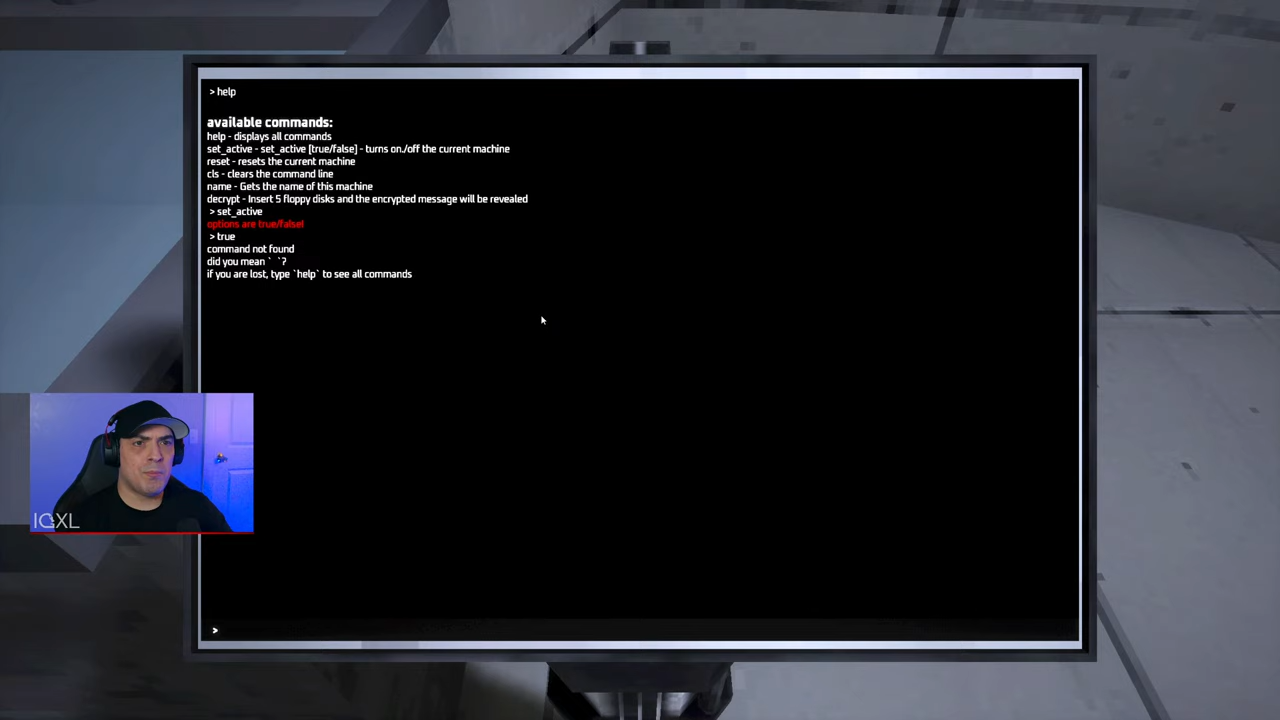 > help
available commands:
help - displays all commands
set_active - set_active [true/false] - turns on./off the current machine
reset - resets the current machine
cls - clears the command line
name - Gets the name of this machine
decrypt - Insert 5 floppy disks and the encrypted message will be revealed
> set_active
options are true/false!
> true
command not found
did you mean ` `?
if you are lost, type `help` to see all commands
>
IGXL